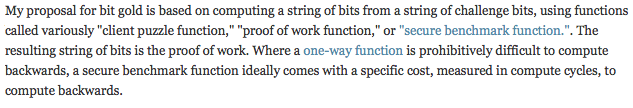 My proposal for bit gold is based on computing a string of bits from a string of challenge bits, using functions
called variously "client puzzle function," "proof of work function," or "secure benchmark function.". The
resulting string of bits is the proof of work. Where a one-way function is prohibitively difficult to compute
backwards, a secure benchmark function ideally comes with a specific cost, measured in compute cycles, to
compute backwards.